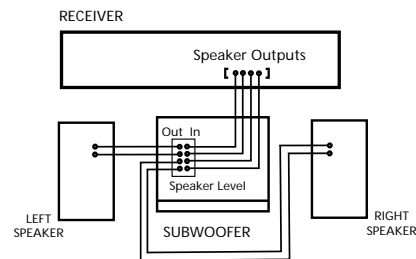 RECEIVER
Speaker Outputs
Out In
Speaker Level
LEFT
SPEAKER
SUBWOOFER
RIGHT
SPEAKER